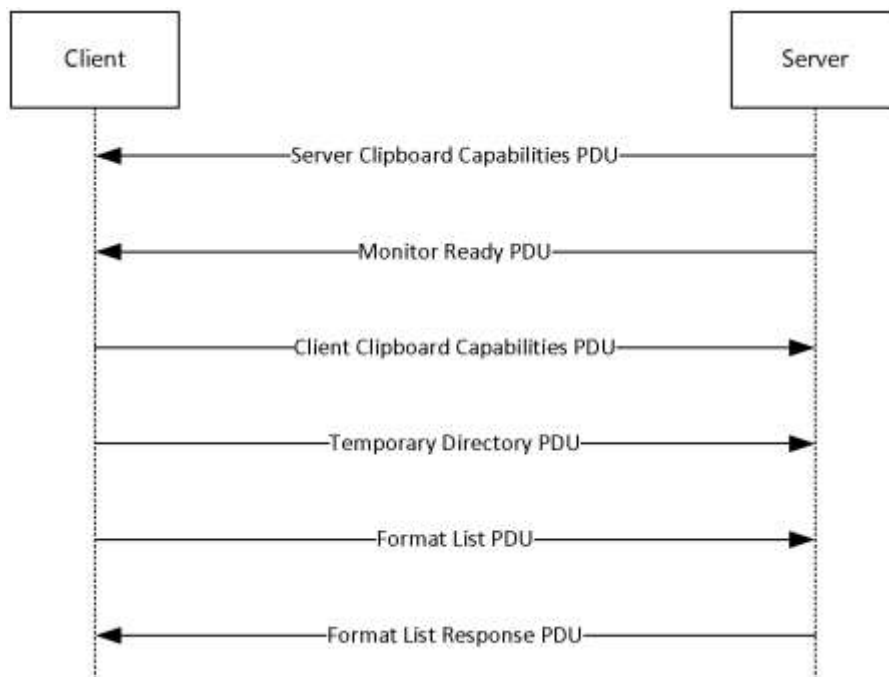 Client
Server
Server Clipboard Capabilities PDU
Monitor Ready PDU
Client Clipboard Capabilities PDU
Temporary Directory PDU
Format List PDU
Format List Response PDU